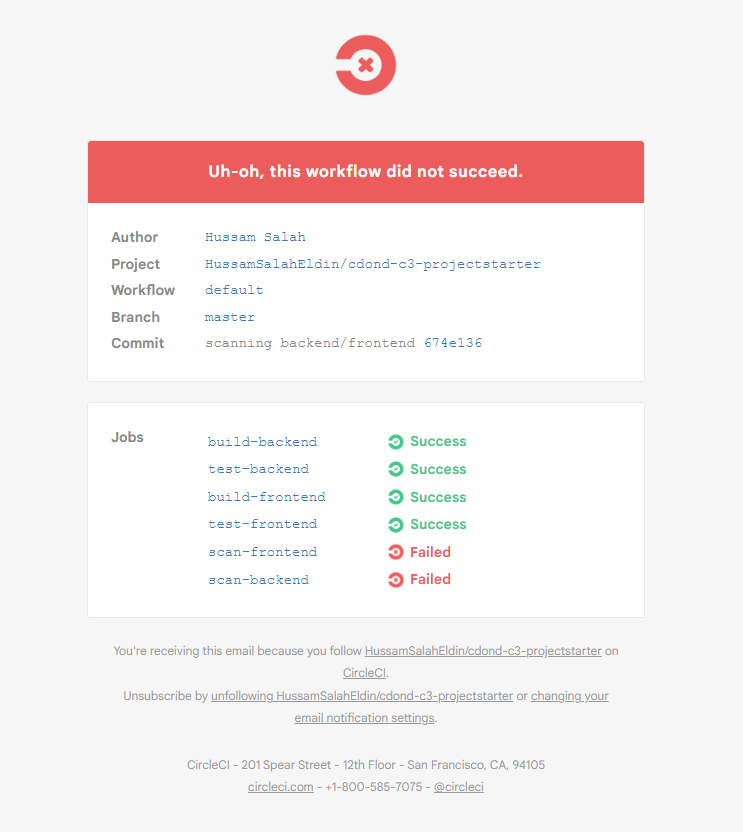 Uh-oh, this workflow did not succeed.
Author Hussam Salah
Project HussamSalahEldin/cdond-c3-projectstarter
Workflow default
Branch master
Commit scanning backend/frontend 674e136
Jobs
build-backend Success
test-backend Success
build-frontend Success
test-frontend Success
scan-frontend Failed
scan-backend Failed
You're receiving this email because you follow HussamSalahEldin/cdond-c3-projectstarter on
CircleCI.
Unsubscribe by unfollowing HussamSalahEldin/cdond-c3-projectstarter or changing your
email notification settings.
CircleCI - 201 Spear Street - 12th Floor - San Francisco, CA, 94105
circleci.com - +1-800-585-7075 - @circleci